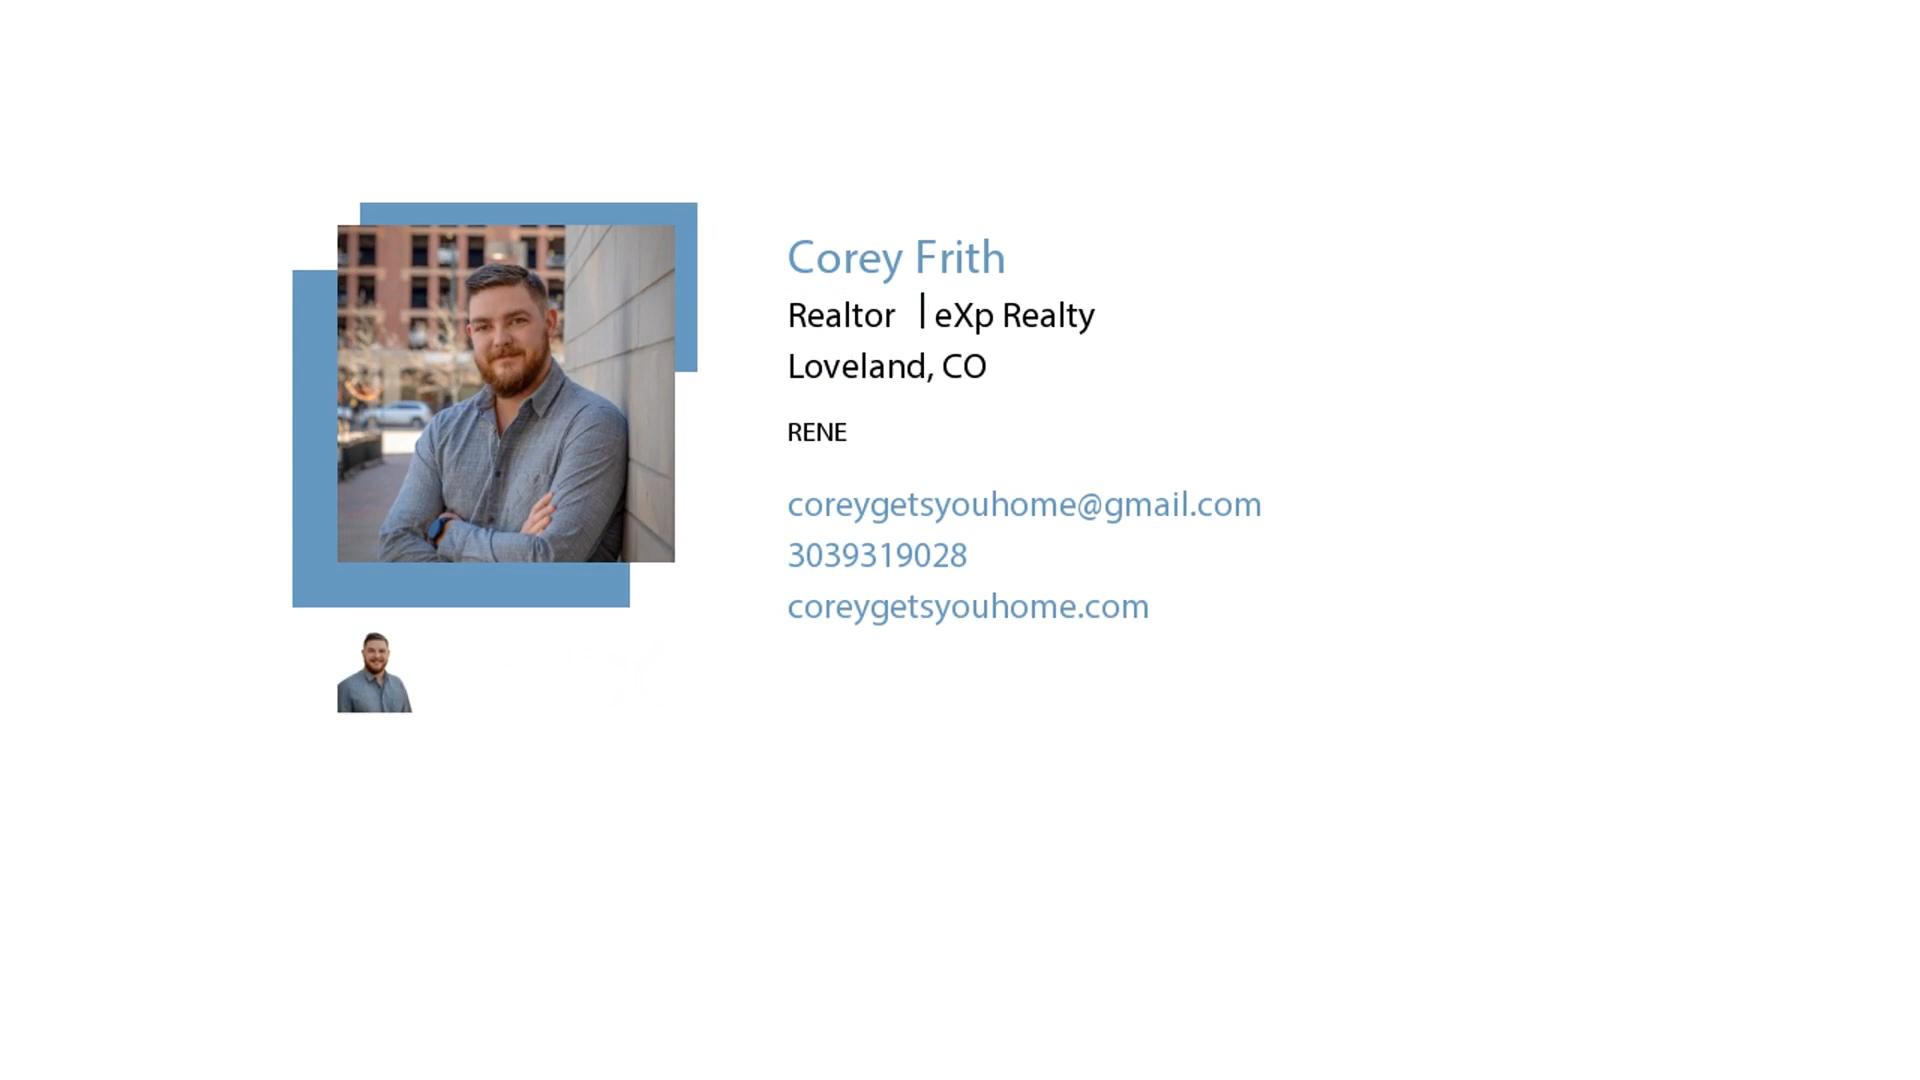 Corey Frith
Realtor | eXp Realty
Loveland, CO
RENE
coreygetsyouhome@gmail.com
3039319028
coreygetsyouhome.com